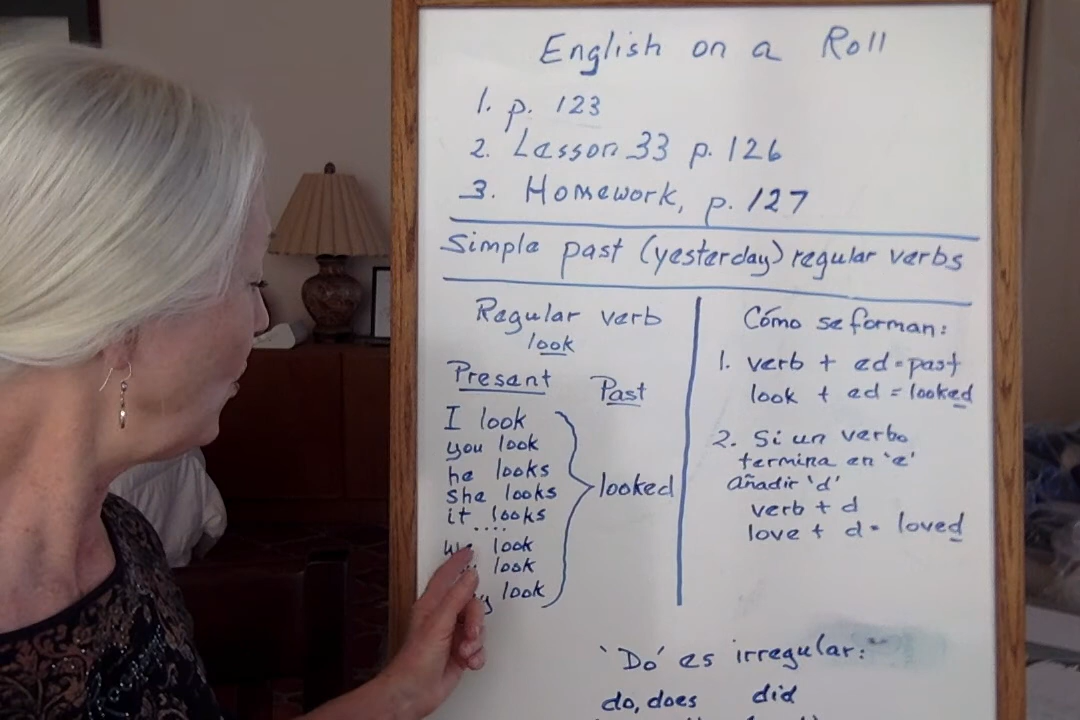 English on a Roll
1. p. 123
2. Lesson 33 p. 126
3. Homework, p. 127
Simple past (yesterday) regular verbs
Regular verb
look
Present
Past
I look
you look
he looks
she looks
it looks
....
we look
look
look
looked
Cómo se forman:
1. verb + ed = past
look + ed = looked
2. Si un verbo
termina en 'e'
añadir 'd'
verb + d
love + d = loved
'Do' es irregular:
do, does did